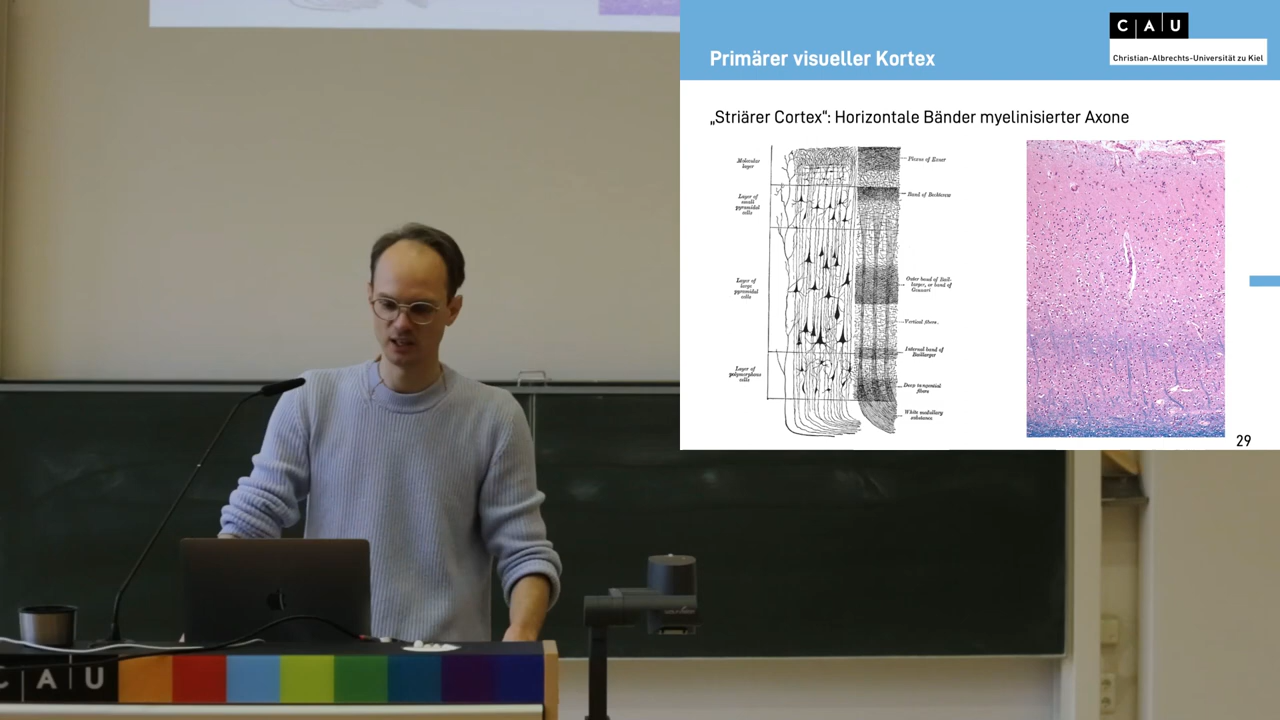 C A U
Christian-Albrechts-Universität zu Kiel
Primärer visueller Kortex
„Striärer Cortex“: Horizontale Bänder myelinisierter Axone
Molecular
layer
Layer of
small
pyramidal
cells
Layer of
large
pyramidal
cells
Layer of
polymorphous
cells
Plexus of Exner
Band of Bechterew
Outer band of Bail-
larger, or band of
Gennari
Vertical fibres.
Internal band of
Baillarger
Deep tangential
fibres
White medullary
substance
29
C A U